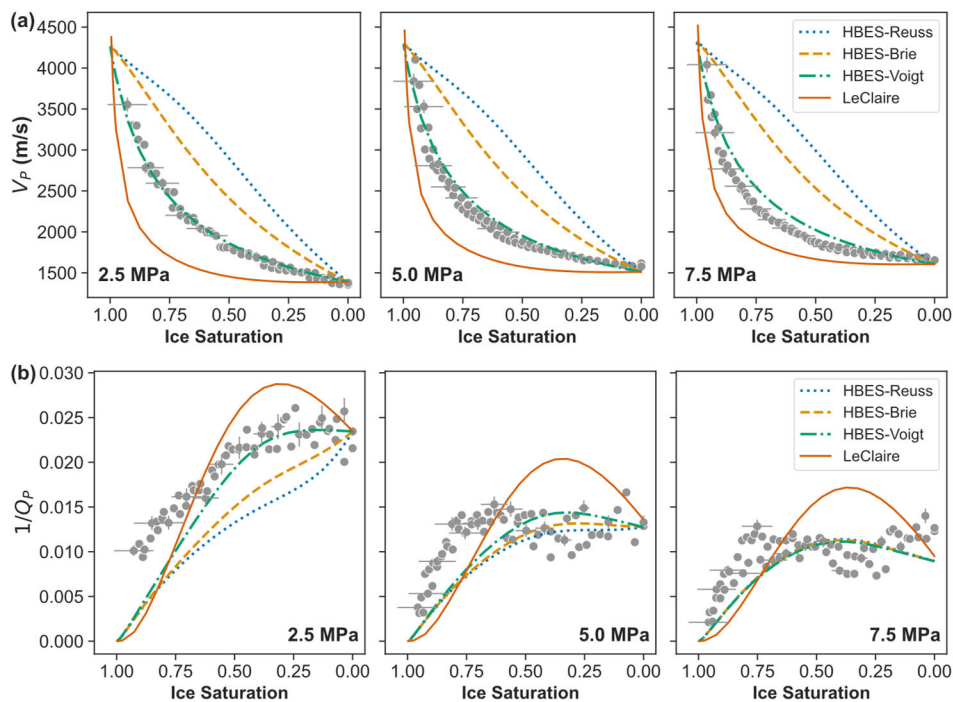 (a)
V_P (m/s)
4500
4000
3500
3000
2500
2000
1500
2.5 MPa
5.0 MPa
7.5 MPa
HBES-Reuss
HBES-Brie
HBES-Voigt
LeClaire
1.00 0.75 0.50 0.25 0.00
1.00 0.75 0.50 0.25 0.00
1.00 0.75 0.50 0.25 0.00
Ice Saturation
Ice Saturation
Ice Saturation
(b)
1/Q_P
0.030
0.025
0.020
0.015
0.010
0.005
0.000
HBES-Reuss
HBES-Brie
HBES-Voigt
LeClaire
2.5 MPa
5.0 MPa
7.5 MPa
1.00 0.75 0.50 0.25 0.00
1.00 0.75 0.50 0.25 0.00
1.00 0.75 0.50 0.25 0.00
Ice Saturation
Ice Saturation
Ice Saturation